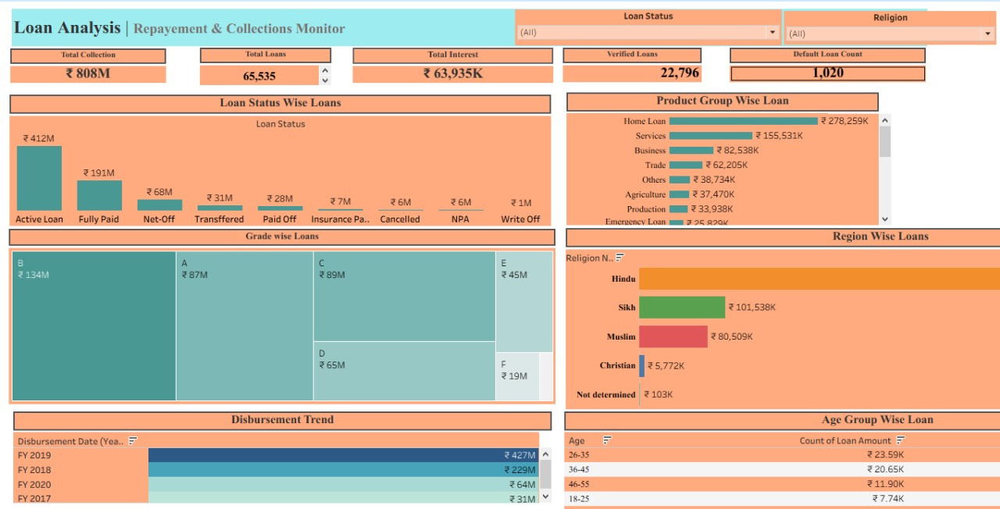 Loan Analysis | Repayement & Collections Monitor
Loan Status
(All)
Religion
(All)
Total Collection
₹ 808M
Total Loans
65,535
Total Interest
₹ 63,935K
Verified Loans
22,796
Default Loan Count
1,020
Loan Status Wise Loans
Loan Status
₹ 412M
₹ 191M
₹ 68M
₹ 31M
₹ 28M
₹ 7M
₹ 6M
₹ 6M
₹ 1M
Active Loan
Fully Paid
Net-Off
Transffered
Paid Off
Insurance Pa..
Cancelled
NPA
Write Off
Product Group Wise Loan
Home Loan ₹ 278,259K
Services ₹ 155,531K
Business ₹ 82,538K
Trade ₹ 62,205K
Others ₹ 38,734K
Agriculture ₹ 37,470K
Production ₹ 33,938K
Emergency Loan ₹ 25,829K
Grade wise Loans
B
₹ 134M
A
₹ 87M
C
₹ 89M
D
₹ 65M
E
₹ 45M
F
₹ 19M
Region Wise Loans
Religion N..
Hindu
Sikh ₹ 101,538K
Muslim ₹ 80,509K
Christian ₹ 5,772K
Not determined ₹ 103K
Disbursement Trend
Disbursement Date (Yea..
FY 2019 ₹ 427M
FY 2018 ₹ 229M
FY 2020 ₹ 64M
FY 2017 ₹ 31M
Age Group Wise Loan
Age Count of Loan Amount
26-35 ₹ 23.59K
36-45 ₹ 20.65K
46-55 ₹ 11.90K
18-25 ₹ 7.74K